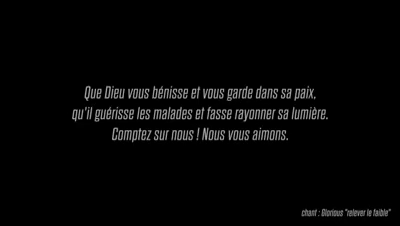 Que Dieu vous bénisse et vous garde dans sa paix,
qu'il guérisse les malades et fasse rayonner sa lumière.
Comptez sur nous ! Nous vous aimons.
chant : Glorious "relever le faible"